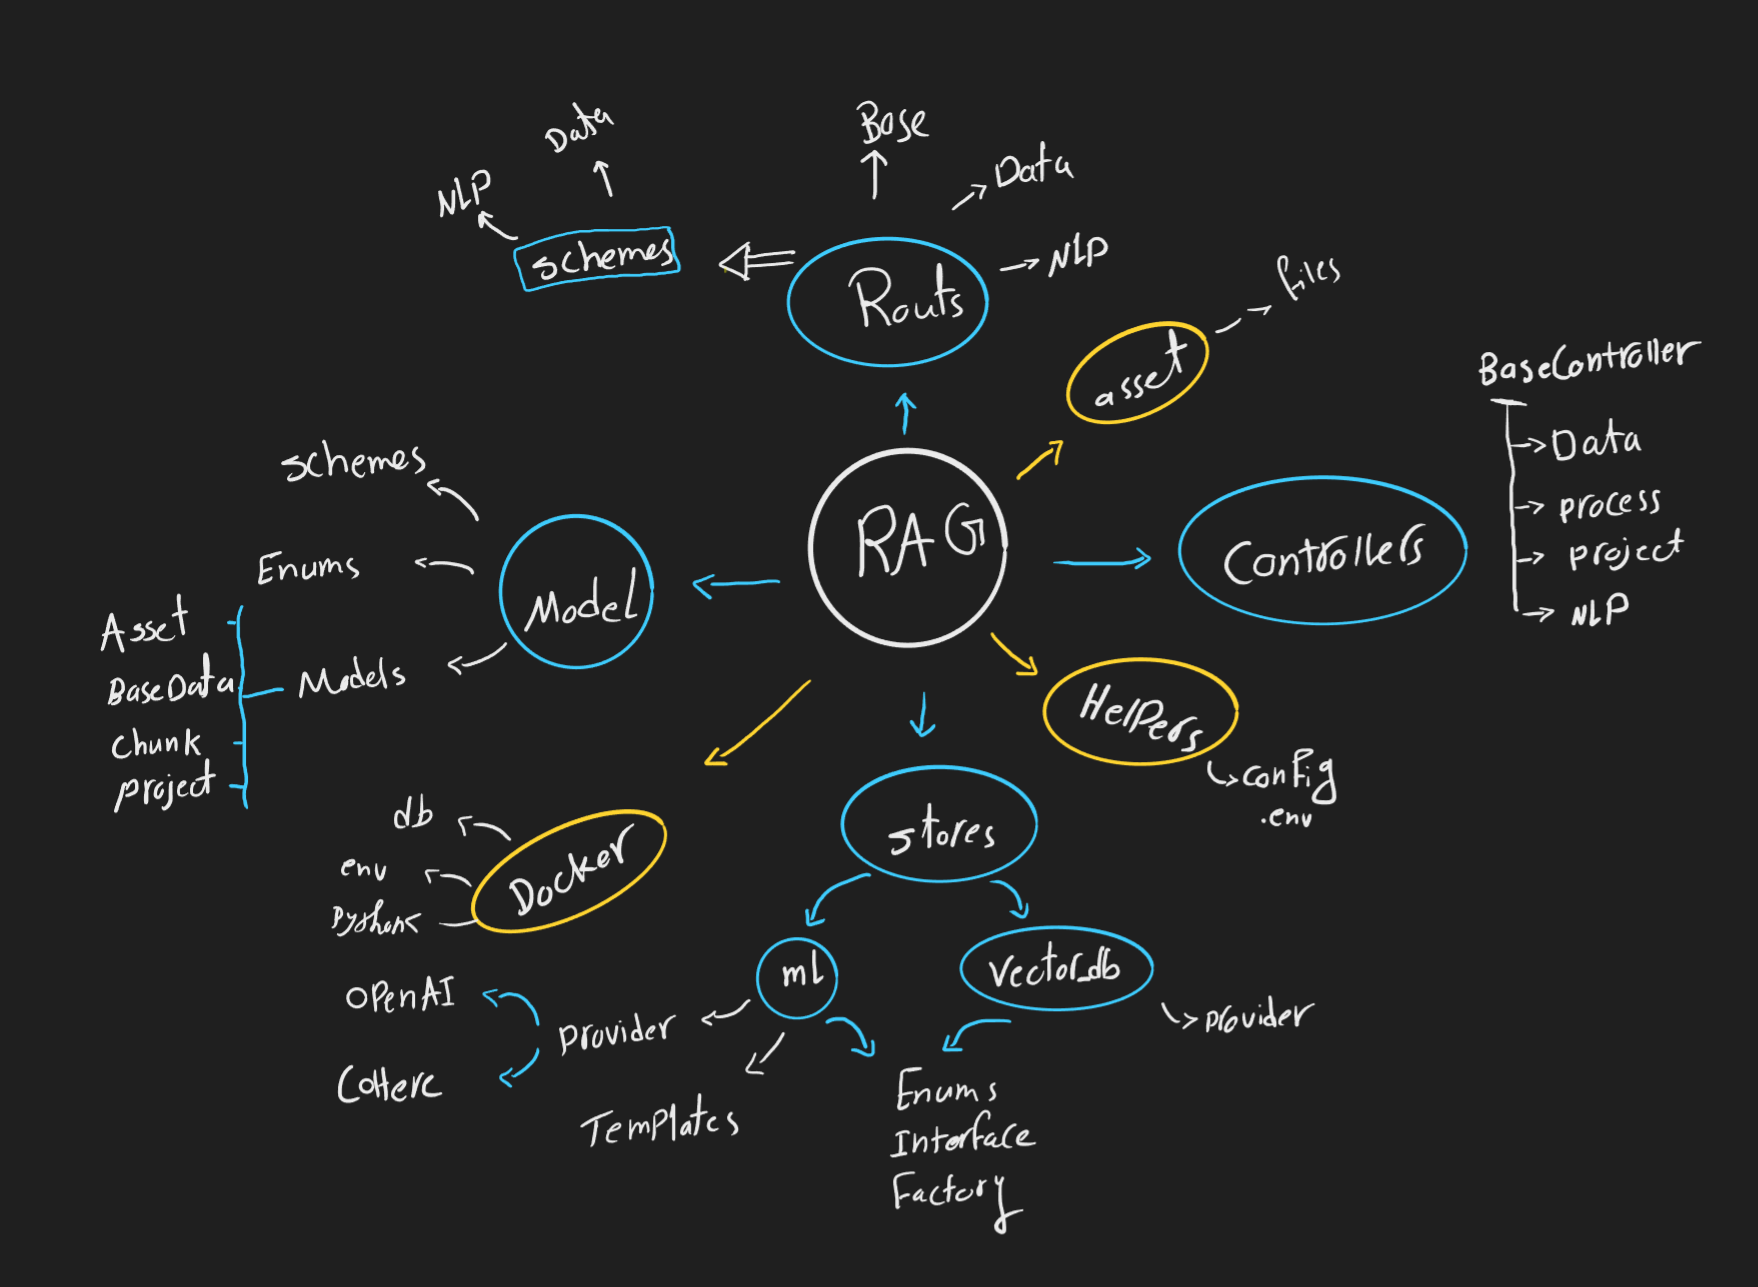 Base
Data
Data
NLP
NLP
schemes
Routs
files
asset
BaseController
Data
process
project
NLP
schemes
RAG
Controllers
Enums
Model
Asset
BaseData
Models
chunk
project
Helpers
config
.env
db
stores
env
Docker
ml
vector_db
OPenAI
provider
provider
CoHere
Enums
Templates
Interface
Factory